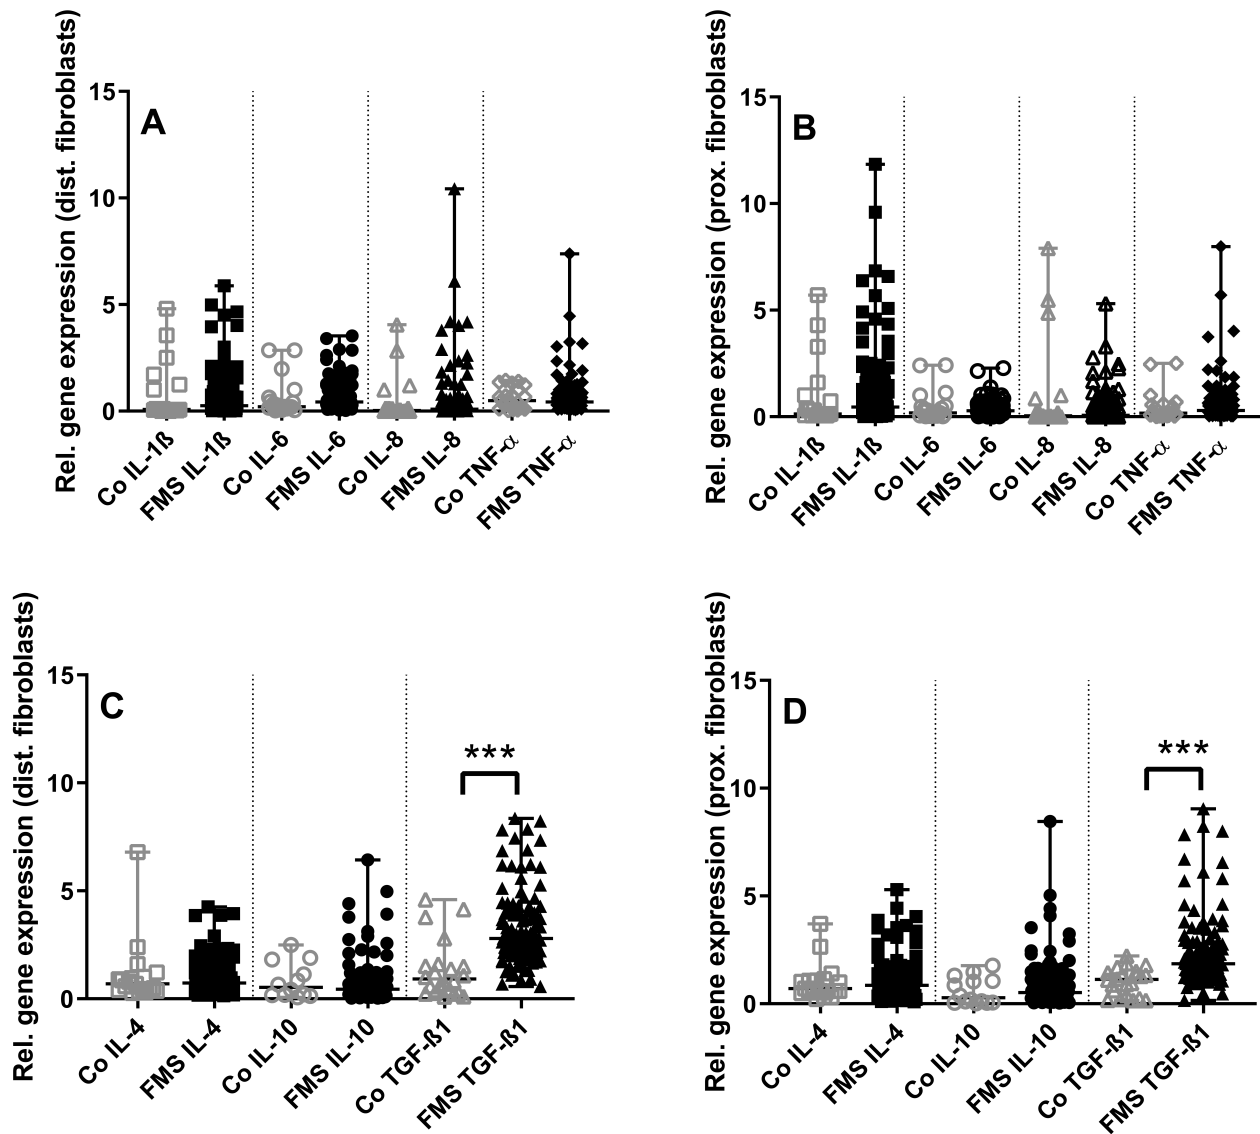 Rel. gene expression (dist. fibroblasts)
15
10
5
0
A
Co IL-1ß
FMS IL-1ß
Co IL-6
FMS IL-6
Co IL-8
FMS IL-8
Co TNF-α
FMS TNF-α
Rel. gene expression (prox. fibroblasts)
15
10
5
0
B
Co IL-1ß
FMS IL-1ß
Co IL-6
FMS IL-6
Co IL-8
FMS IL-8
Co TNF-α
FMS TNF-α
Rel. gene expression (dist. fibroblasts)
15
10
5
0
C
***
Co IL-4
FMS IL-4
Co IL-10
FMS IL-10
Co TGF-ß1
FMS TGF-ß1
Rel. gene expression (prox. fibroblasts)
15
10
5
0
D
***
Co IL-4
FMS IL-4
Co IL-10
FMS IL-10
Co TGF-ß1
FMS TGF-ß1